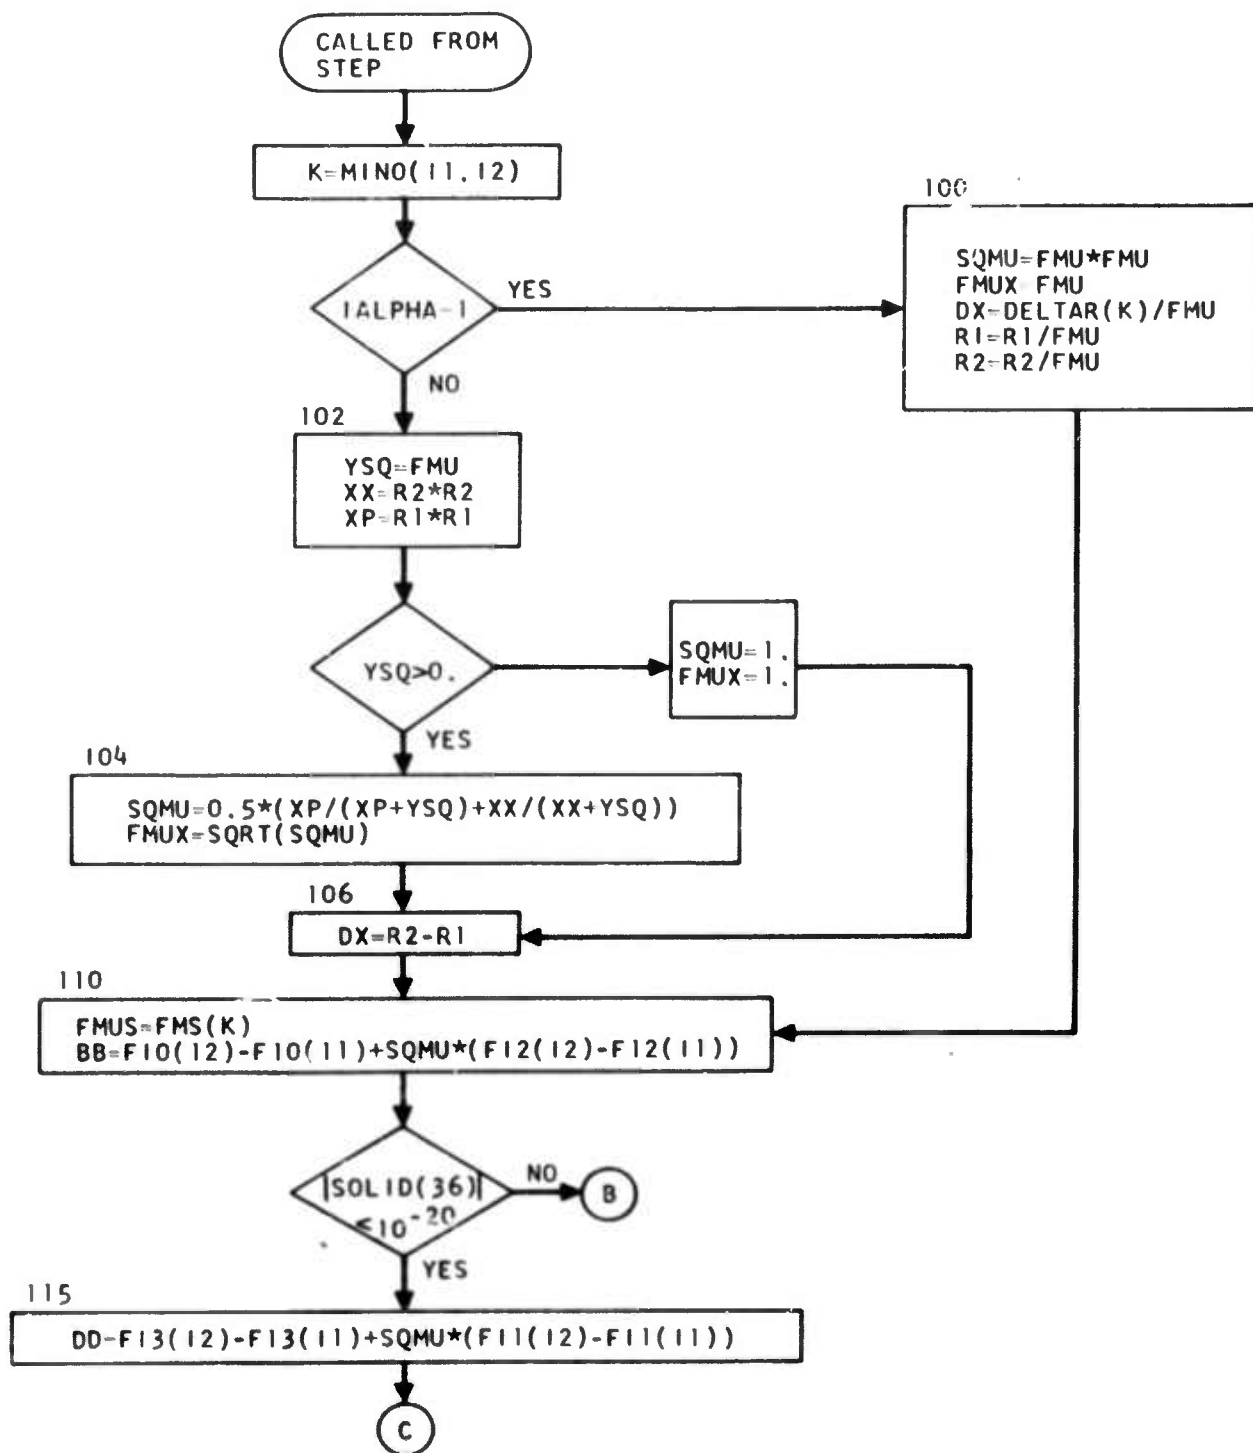 CALLED FROM
STEP
K=MINO(I1,I2)
100
SQMU=FMU*FMU
FMUX=FMU
DX=DELTAR(K)/FMU
R1=R1/FMU
R2=R2/FMU
IALPHA-1
YES
NO
102
YSQ=FMU
XX=R2*R2
XP=R1*R1
YSQ>0.
SQMU=1.
FMUX=1.
YES
104
SQMU=0.5*(XP/(XP+YSQ)+XX/(XX+YSQ))
FMUX=SQRT(SQMU)
106
DX=R2-R1
110
FMUS=FMS(K)
BB=F10(I2)-F10(I1)+SQMU*(F12(I2)-F12(I1))
|SOLID(36)|
≤10-20
NO
B
YES
115
DD=F13(I2)-F13(I1)+SQMU*(F11(I2)-F11(I1))
C